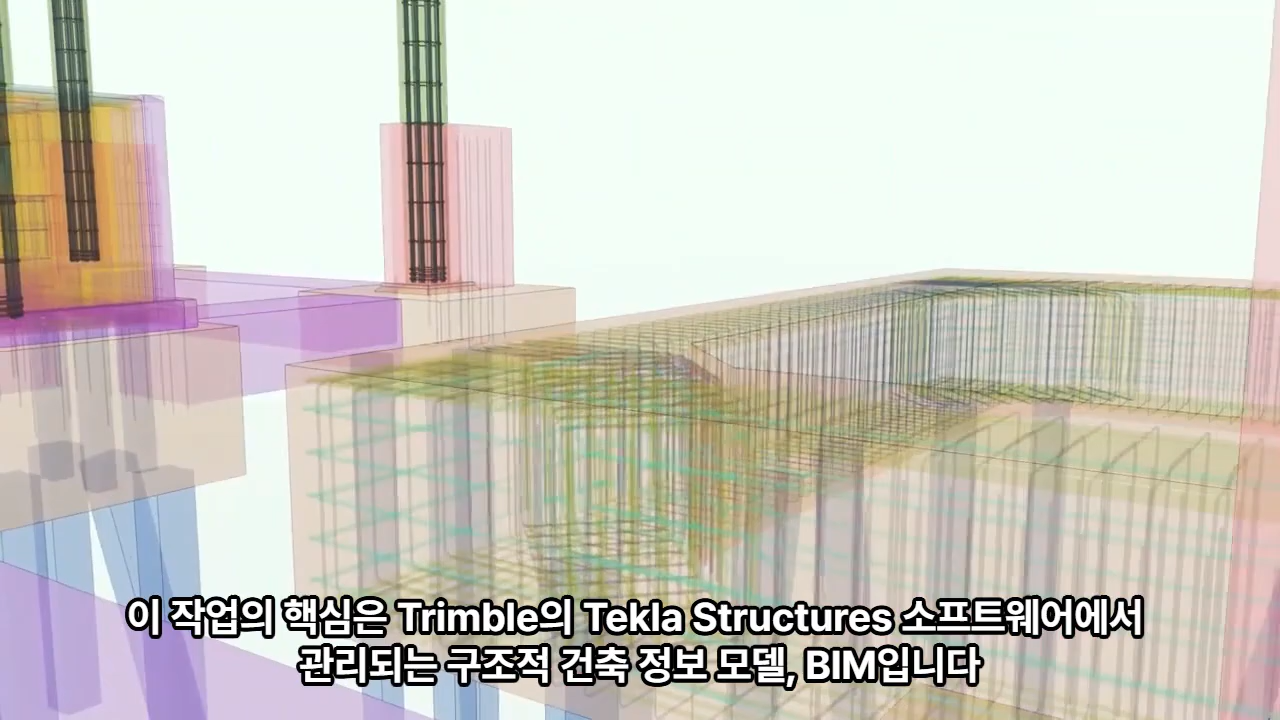 이 작업의 핵심은 Trimble의 Tekla Structures 소프트웨어에서
관리되는 구조적 건축 정보 모델, BIM입니다